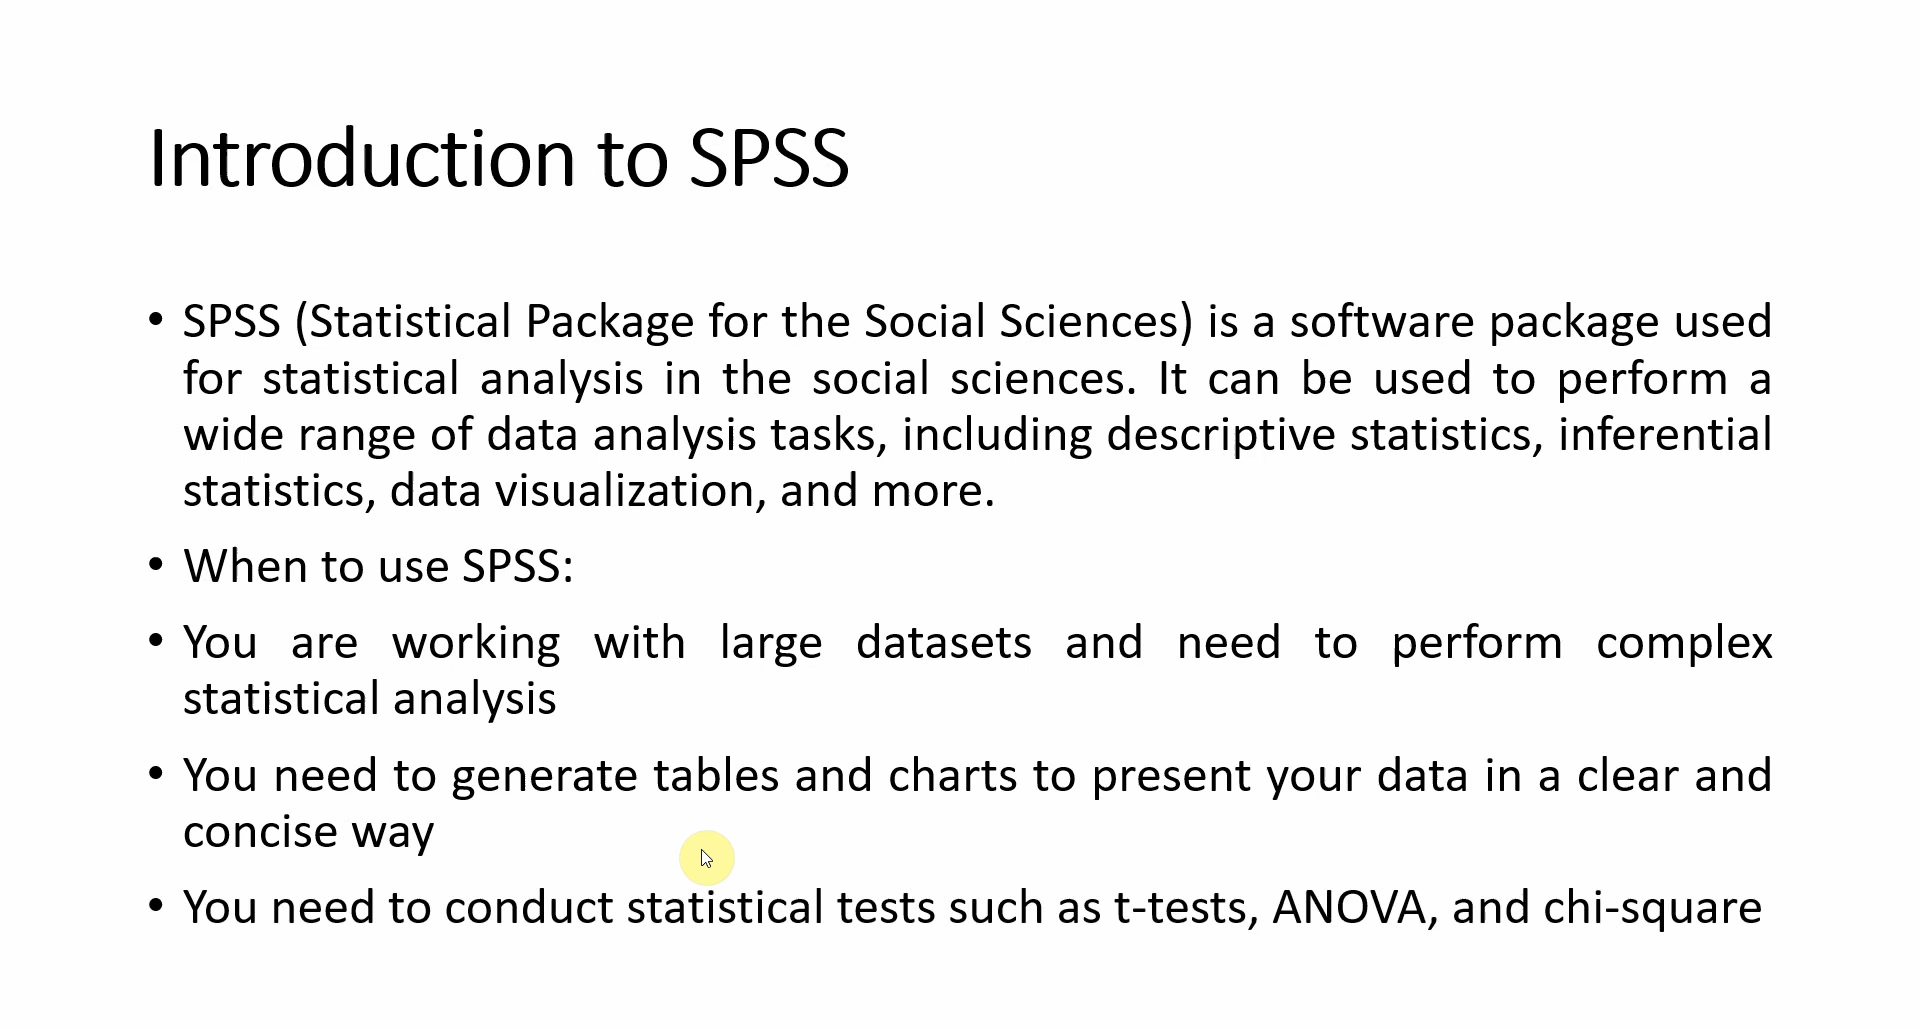 Introduction to SPSS
• SPSS (Statistical Package for the Social Sciences) is a software package used
for statistical analysis in the social sciences. It can be used to perform a
wide range of data analysis tasks, including descriptive statistics, inferential
statistics, data visualization, and more.
• When to use SPSS:
• You are working with large datasets and need to perform complex
statistical analysis
• You need to generate tables and charts to present your data in a clear and
concise way
• You need to conduct statistical tests such as t-tests, ANOVA, and chi-square